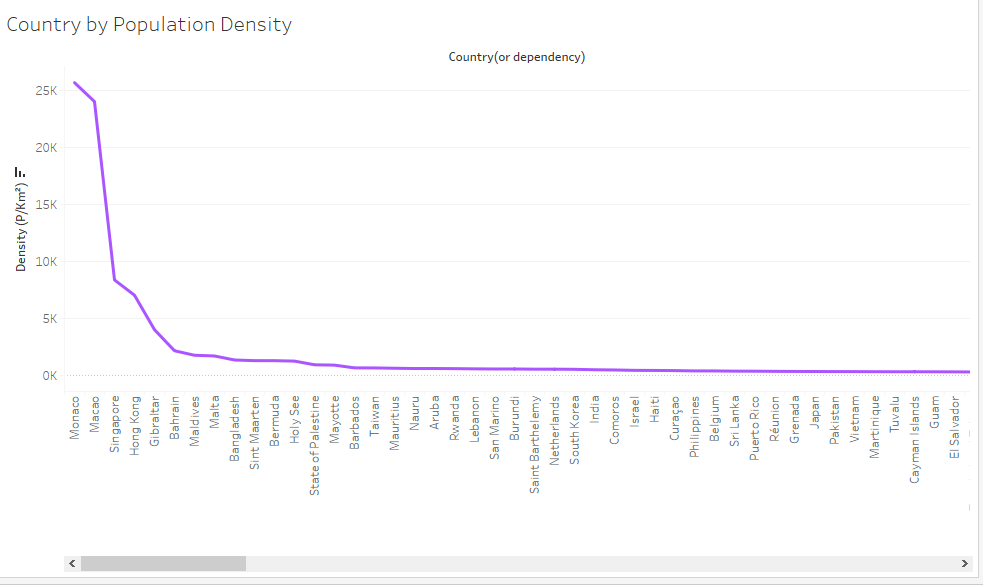 Country by Population Density
Country(or dependency)
Density (P/Km²)
25K
20K
15K
10K
5K
0K
Monaco
Macao
Singapore
Hong Kong
Gibraltar
Bahrain
Maldives
Malta
Bangladesh
Sint Maarten
Bermuda
Holy See
State of Palestine
Mayotte
Barbados
Taiwan
Mauritius
Nauru
Aruba
Rwanda
Lebanon
San Marino
Burundi
Saint Barthelemy
Netherlands
South Korea
India
Comoros
Israel
Haiti
Curaçao
Philippines
Belgium
Sri Lanka
Puerto Rico
Réunion
Grenada
Japan
Pakistan
Vietnam
Martinique
Tuvalu
Cayman Islands
Guam
El Salvador